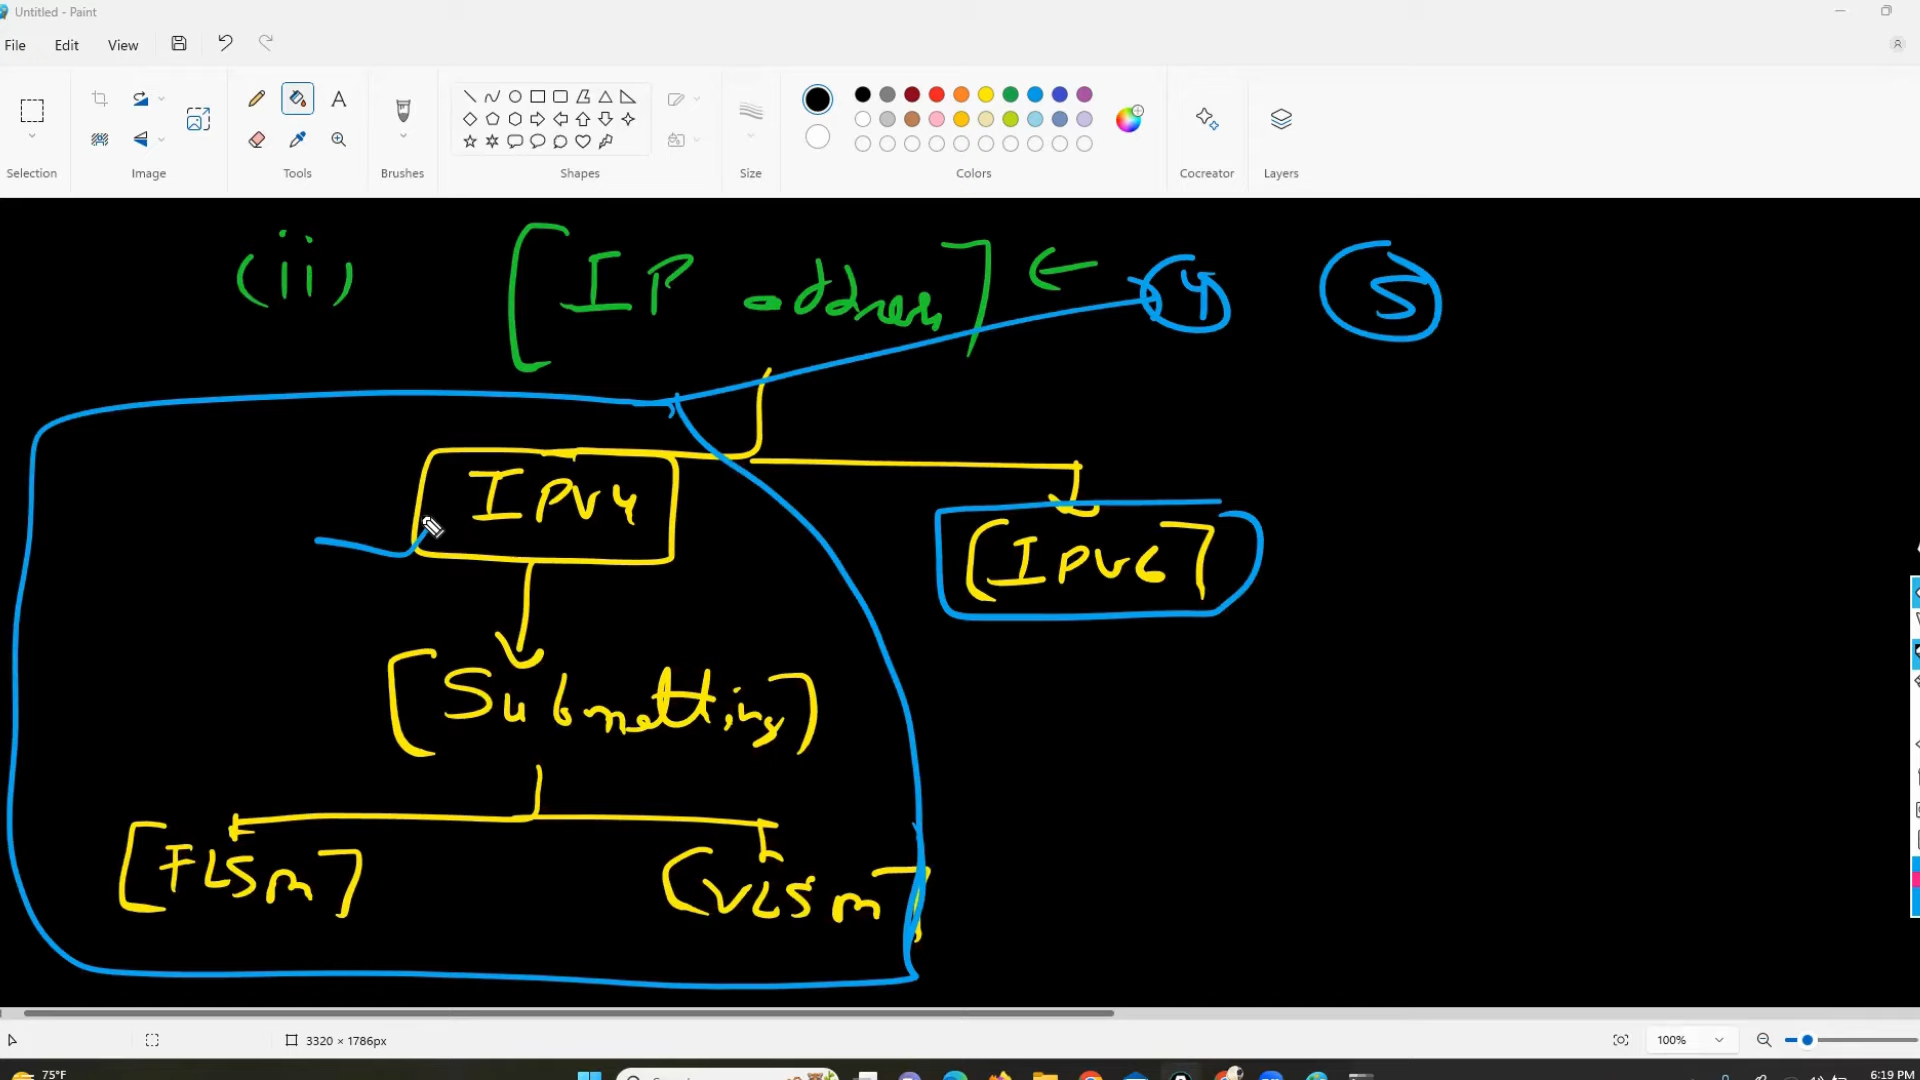 Untitled - Paint
File Edit View
Selection Image Tools Brushes Shapes Size Colors Cocreator Layers
(ii) [IP address] ← 4 5
IPV4
[IPV6]
[Subnetting]
[FLSM] [VLSM]
3320 × 1786px 100%
75°F
6:19 PM